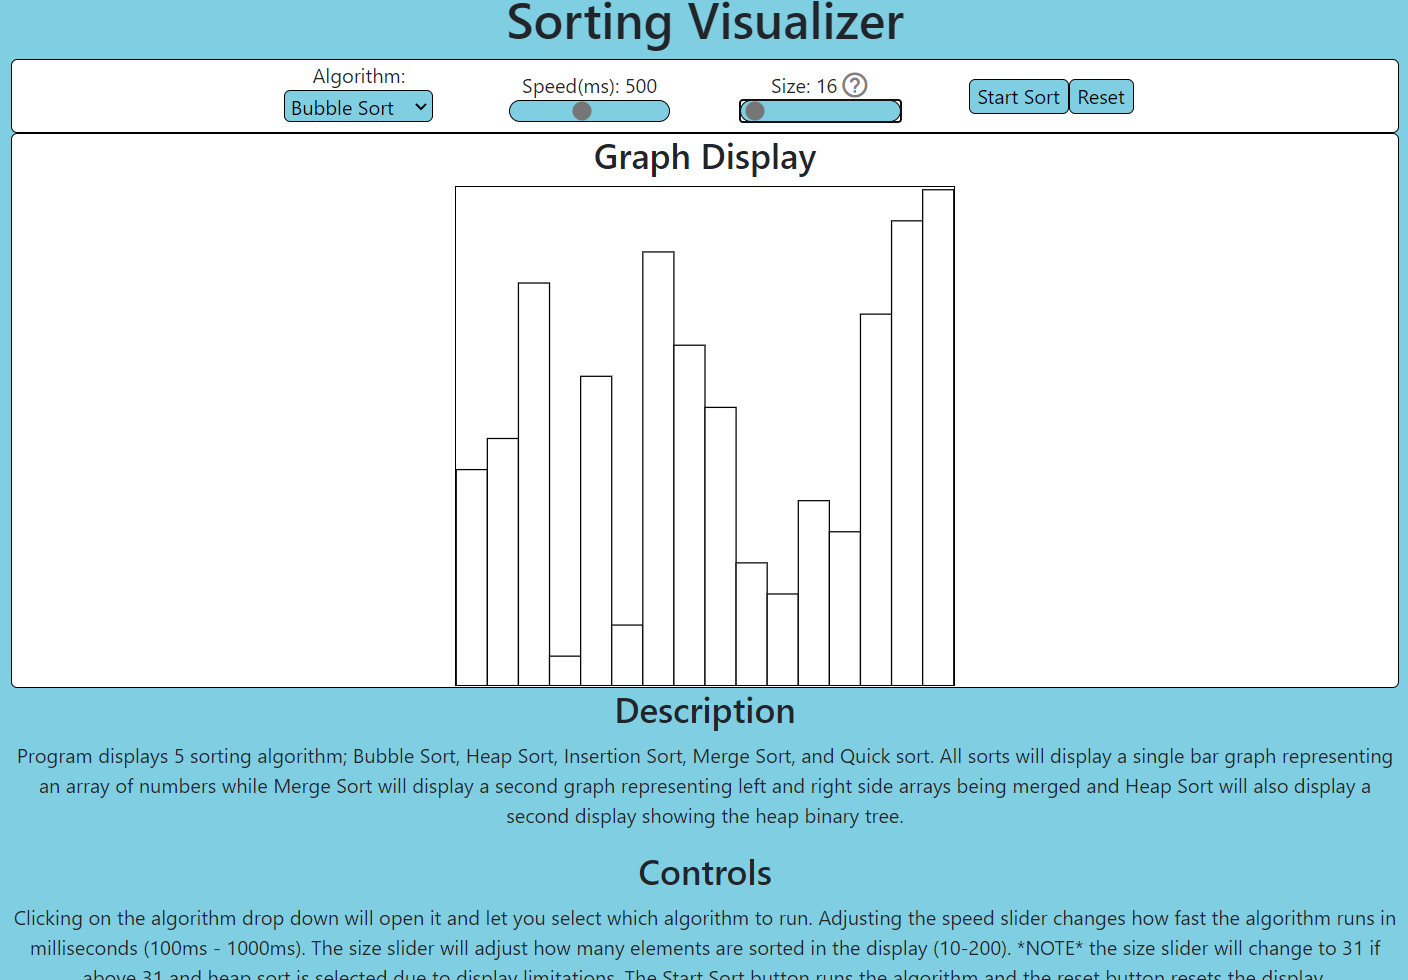 Sorting Visualizer
Algorithm:
Bubble Sort
Speed(ms): 500
Size: 16 ?
Start Sort Reset
Graph Display
Description
Program displays 5 sorting algorithm; Bubble Sort, Heap Sort, Insertion Sort, Merge Sort, and Quick sort. All sorts will display a single bar graph representing
an array of numbers while Merge Sort will display a second graph representing left and right side arrays being merged and Heap Sort will also display a
second display showing the heap binary tree.
Controls
Clicking on the algorithm drop down will open it and let you select which algorithm to run. Adjusting the speed slider changes how fast the algorithm runs in
milliseconds (100ms - 1000ms). The size slider will adjust how many elements are sorted in the display (10-200). *NOTE* the size slider will change to 31 if
above 31 and heap sort is selected due to display limitations. The Start Sort button runs the algorithm and the reset button resets the display